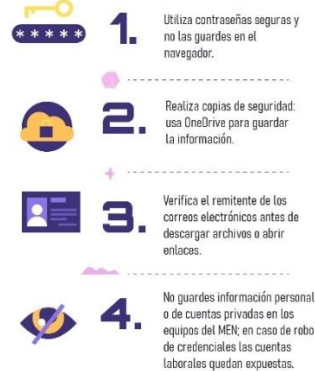 1. Utiliza contraseñas seguras y
no las guardes en el
navegador.
2. Realiza copias de seguridad:
usa OneDrive para guardar
la información.
3. Verifica el remitente de los
correos electrónicos antes de
descargar archivos o abrir
enlaces.
4. No guardes información personal
o de cuentas privadas en los
equipos del MEN; en caso de robo
de credenciales las cuentas
laborales quedan expuestas.